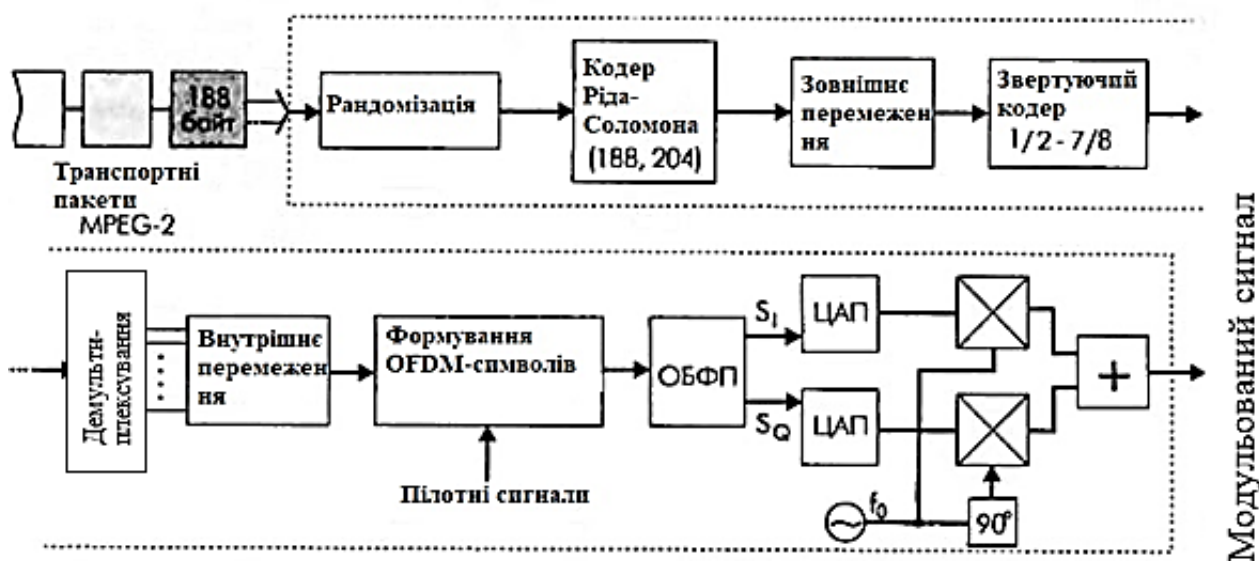 188
байт
Транспортні
пакети
MPEG-2
Рандомізація
Кодер
Ріда-
Соломона
(188, 204)
Зовнішнє
перемежен
ня
Звертуючий
кодер
1/2 - 7/8
Демульти-
плексування
Внутрішнє
перемежен
ня
Формування
OFDM-символів
Пілотні сигнали
ОБФП
S_I
S_Q
ЦАП
ЦАП
f_0
90°
+
Модульований сигнал